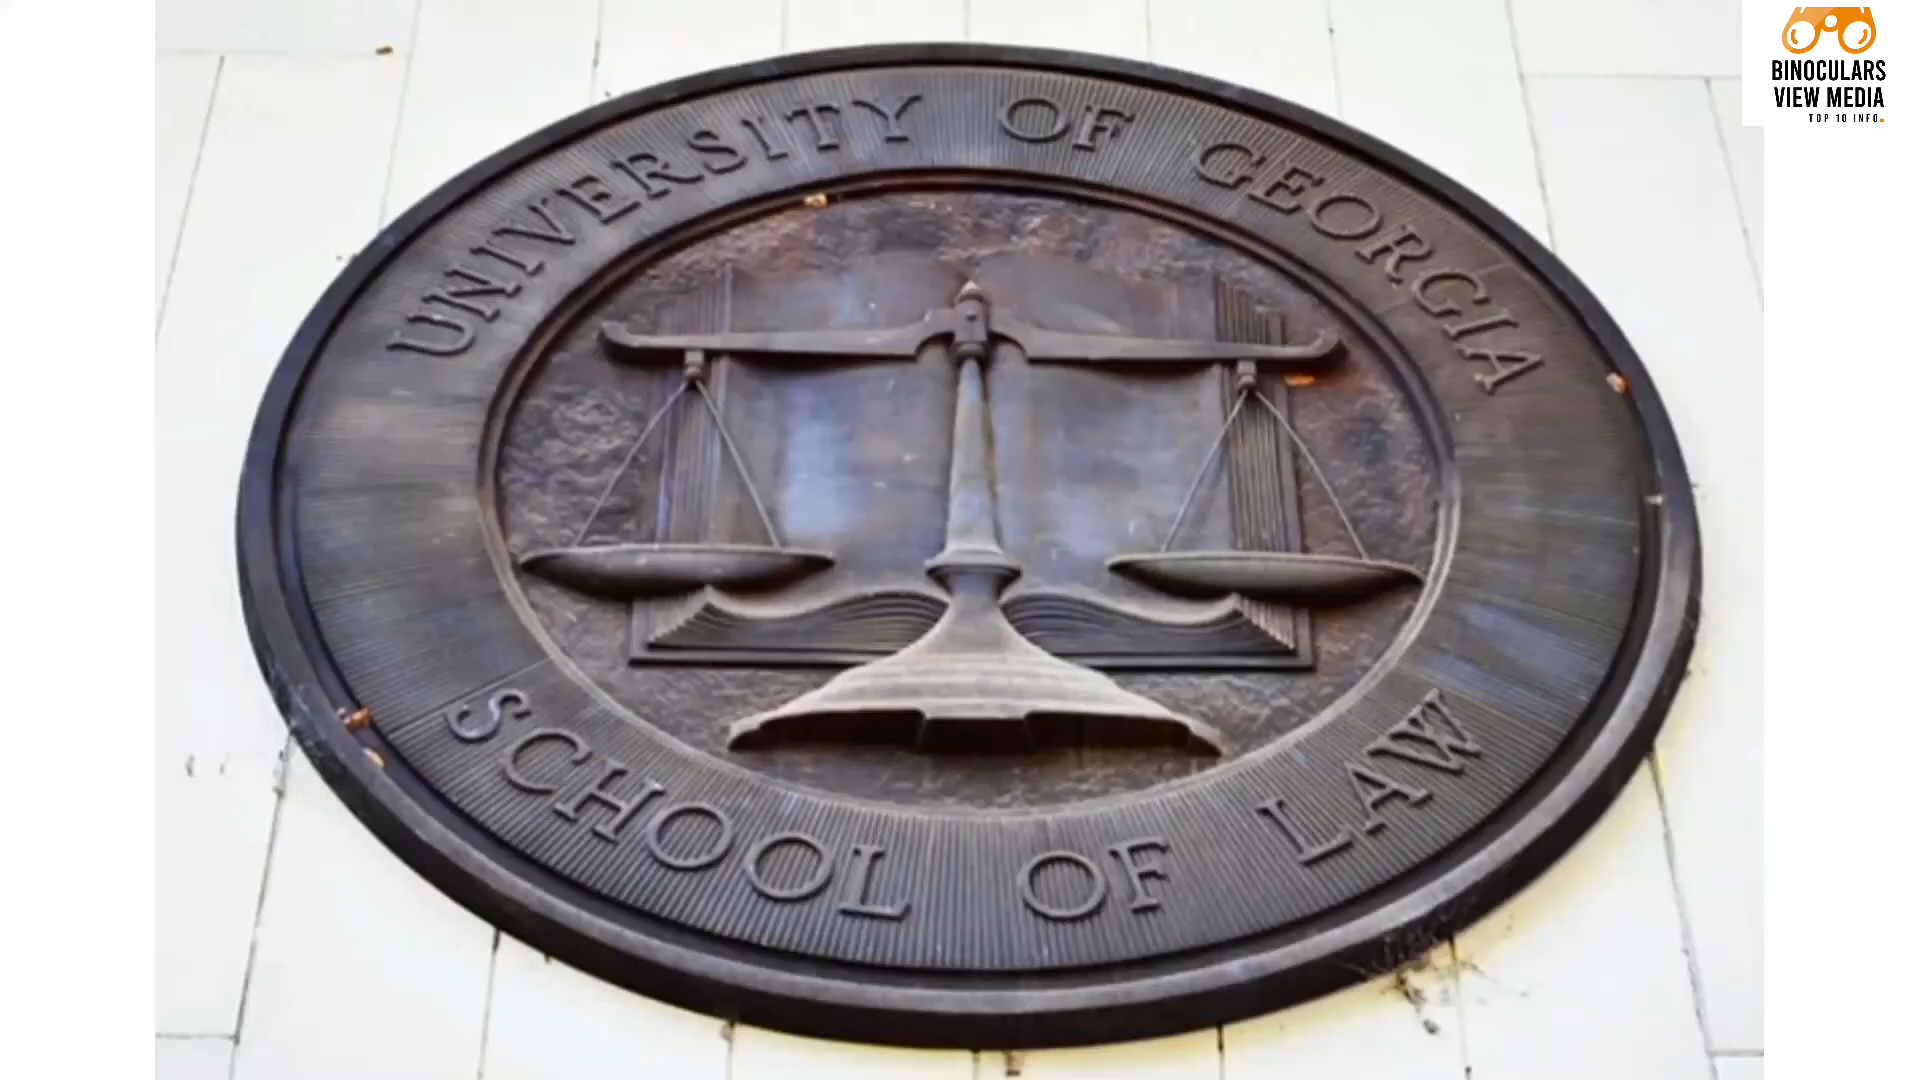 UNIVERSITY OF GEORGIA
SCHOOL OF LAW
BINOCULARS
VIEW MEDIA
TOP 10 INFO.